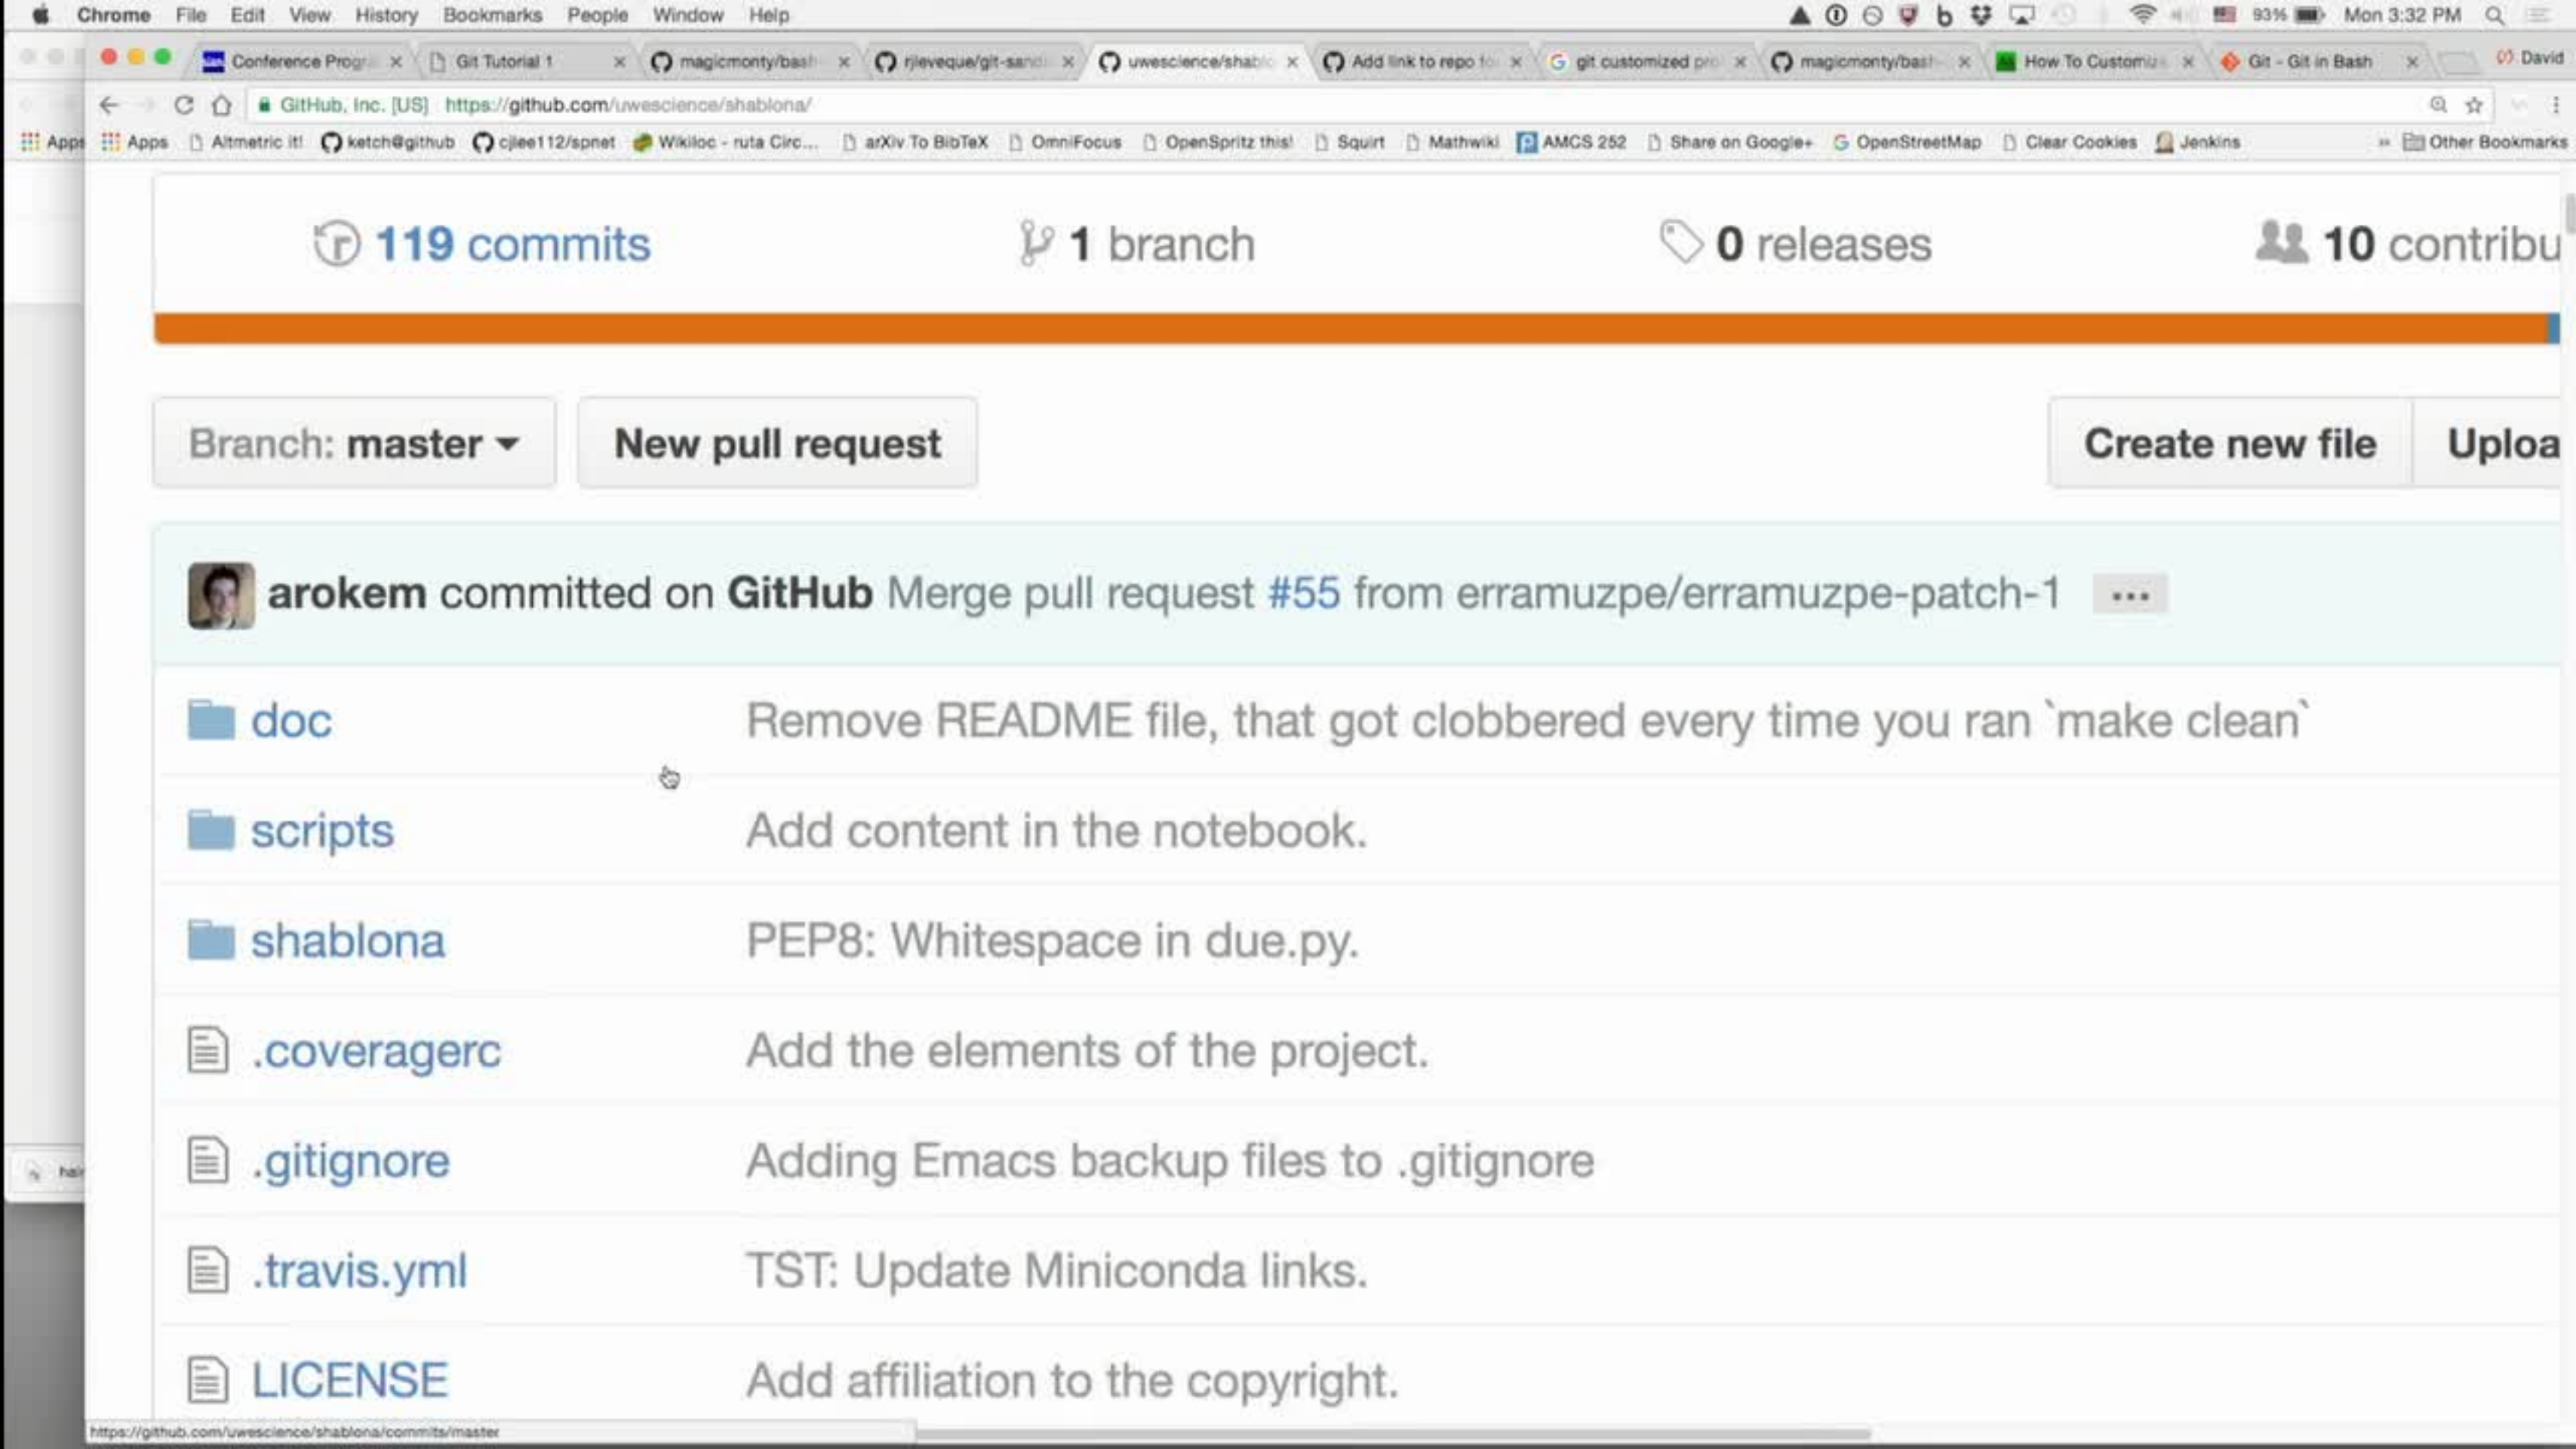 Chrome File Edit View History Bookmarks People Window Help 93% Mon 3:32 PM
Conference Progra Git Tutorial 1 magicmonty/bash rjleveque/git-sand uwescience/shablo Add link to repo fo git customized pro magicmonty/bash How To Customiz Git - Git in Bash David
GitHub, Inc. [US] https://github.com/uwescience/shablona/
Apps Apps Altmetric it! ketch@github cjlee112/spnet Wikiloc - ruta Circ... arXiv To BibTeX OmniFocus OpenSpritz this! Squirt Mathwiki AMCS 252 Share on Google+ OpenStreetMap Clear Cookies Jenkins » Other Bookmarks
119 commits 1 branch 0 releases 10 contribu
Branch: master New pull request Create new file Uploa
arokem committed on GitHub Merge pull request #55 from erramuzpe/erramuzpe-patch-1 ...
doc Remove README file, that got clobbered every time you ran `make clean`
scripts Add content in the notebook.
shablona PEP8: Whitespace in due.py.
.coveragerc Add the elements of the project.
.gitignore Adding Emacs backup files to .gitignore
.travis.yml TST: Update Miniconda links.
LICENSE Add affiliation to the copyright.
https://github.com/uwescience/shablona/commits/master